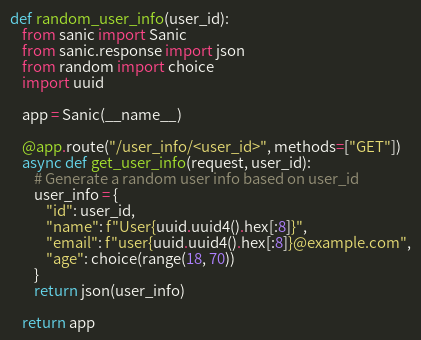 def random_user_info(user_id):
    from sanic import Sanic
    from sanic.response import json
    from random import choice
    import uuid

    app = Sanic(__name__)

    @app.route("/user_info/<user_id>", methods=["GET"])
    async def get_user_info(request, user_id):
        # Generate a random user info based on user_id
        user_info = {
            "id": user_id,
            "name": f"User{uuid.uuid4().hex[:8]}",
            "email": f"user{uuid.uuid4().hex[:8]}@example.com",
            "age": choice(range(18, 70))
        }
        return json(user_info)

    return app